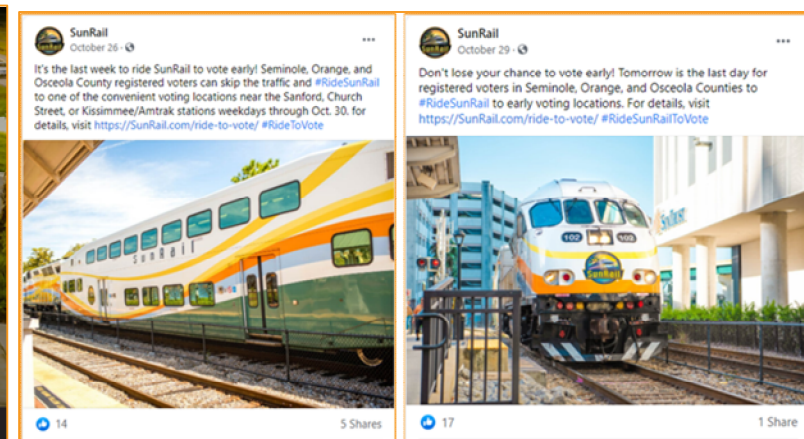 SunRail
October 26 ·
It's the last week to ride SunRail to vote early! Seminole, Orange, and
Osceola County registered voters can skip the traffic and #RideSunRail
to one of the convenient voting locations near the Sanford, Church
Street, or Kissimmee/Amtrak stations weekdays through Oct. 30. for
details, visit https://SunRail.com/ride-to-vote/ #RideToVote
SunRail
14
5 Shares
SunRail
October 29 ·
Don't lose your chance to vote early! Tomorrow is the last day for
registered voters in Seminole, Orange, and Osceola Counties to
#RideSunRail to early voting locations. For details, visit
https://SunRail.com/ride-to-vote/ #RideSunRailToVote
102 102
SunRail
17
1 Share